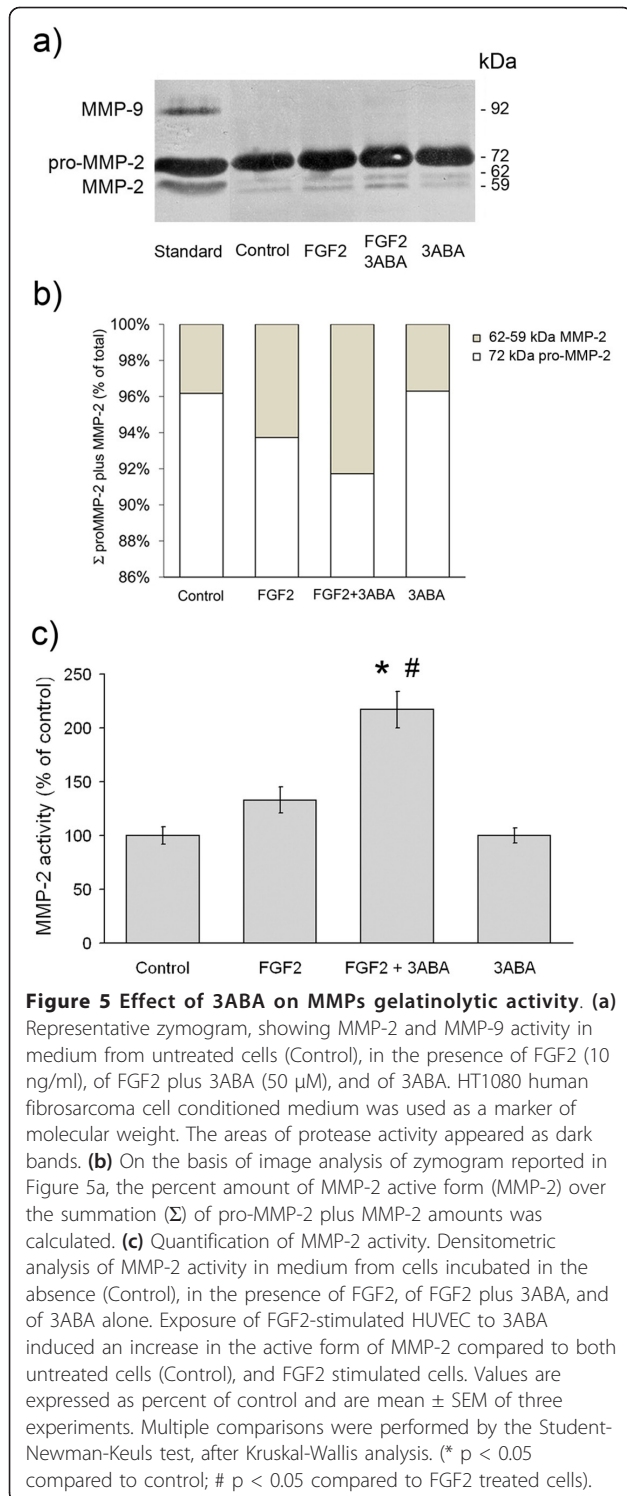 a)
kDa
MMP-9
- 92
pro-MMP-2
- 72
- 62
MMP-2
- 59
Standard Control FGF2 FGF2 3ABA 3ABA
b)
100%
98%
96%
94%
92%
90%
88%
86%
Σ proMMP-2 plus MMP-2 (% of total)
62-59 kDa MMP-2
72 kDa pro-MMP-2
Control FGF2 FGF2+3ABA 3ABA
c)
* #
250
200
150
100
50
0
MMP-2 activity (% of control)
Control FGF2 FGF2 + 3ABA 3ABA
Figure 5 Effect of 3ABA on MMPs gelatinolytic activity. (a)
Representative zymogram, showing MMP-2 and MMP-9 activity in
medium from untreated cells (Control), in the presence of FGF2 (10
ng/ml), of FGF2 plus 3ABA (50 μM), and of 3ABA. HT1080 human
fibrosarcoma cell conditioned medium was used as a marker of
molecular weight. The areas of protease activity appeared as dark
bands. (b) On the basis of image analysis of zymogram reported in
Figure 5a, the percent amount of MMP-2 active form (MMP-2) over
the summation (Σ) of pro-MMP-2 plus MMP-2 amounts was
calculated. (c) Quantification of MMP-2 activity. Densitometric
analysis of MMP-2 activity in medium from cells incubated in the
absence (Control), in the presence of FGF2, of FGF2 plus 3ABA, and
of 3ABA alone. Exposure of FGF2-stimulated HUVEC to 3ABA
induced an increase in the active form of MMP-2 compared to both
untreated cells (Control), and FGF2 stimulated cells. Values are
expressed as percent of control and are mean ± SEM of three
experiments. Multiple comparisons were performed by the Student-
Newman-Keuls test, after Kruskal-Wallis analysis. (* p < 0.05
compared to control; # p < 0.05 compared to FGF2 treated cells).